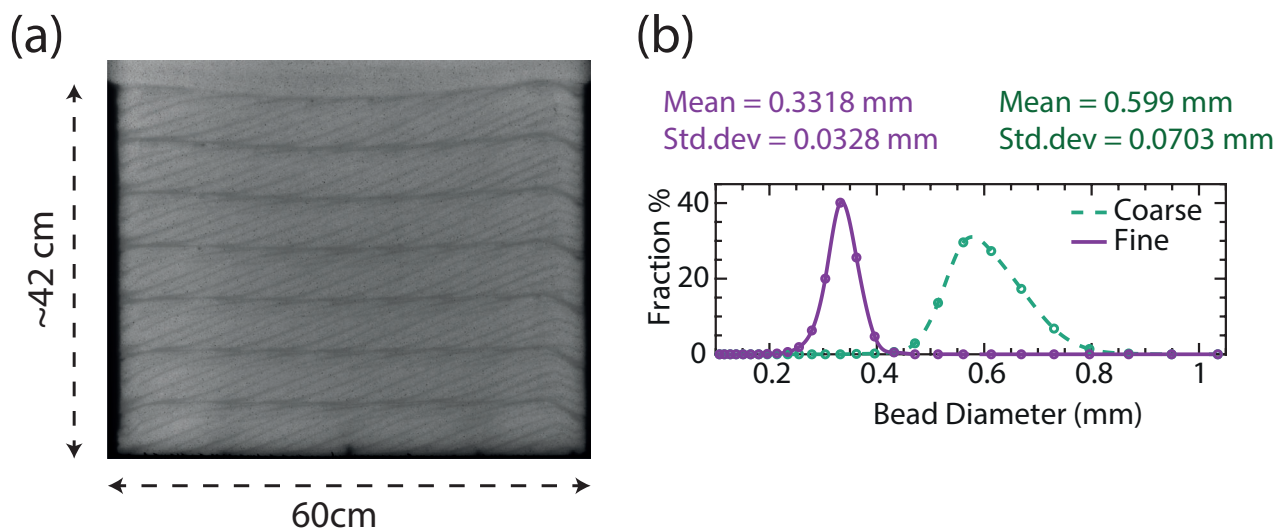 (a)
(b)
~42 cm
60cm
Mean = 0.3318 mm
Std.dev = 0.0328 mm
Mean = 0.599 mm
Std.dev = 0.0703 mm
Fraction %
40
20
0
Coarse
Fine
0.2
0.4
0.6
0.8
1
Bead Diameter (mm)